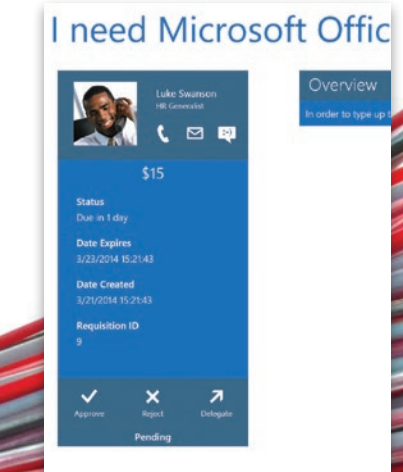 I need Microsoft Offic
Luke Swanson
HR Generalist
$15
Status
Due in 1 day
Date Expires
3/23/2014 15:21:43
Date Created
3/21/2014 15:21:43
Requisition ID
9
Approve Reject Delegate
Pending
Overview
In order to type up t